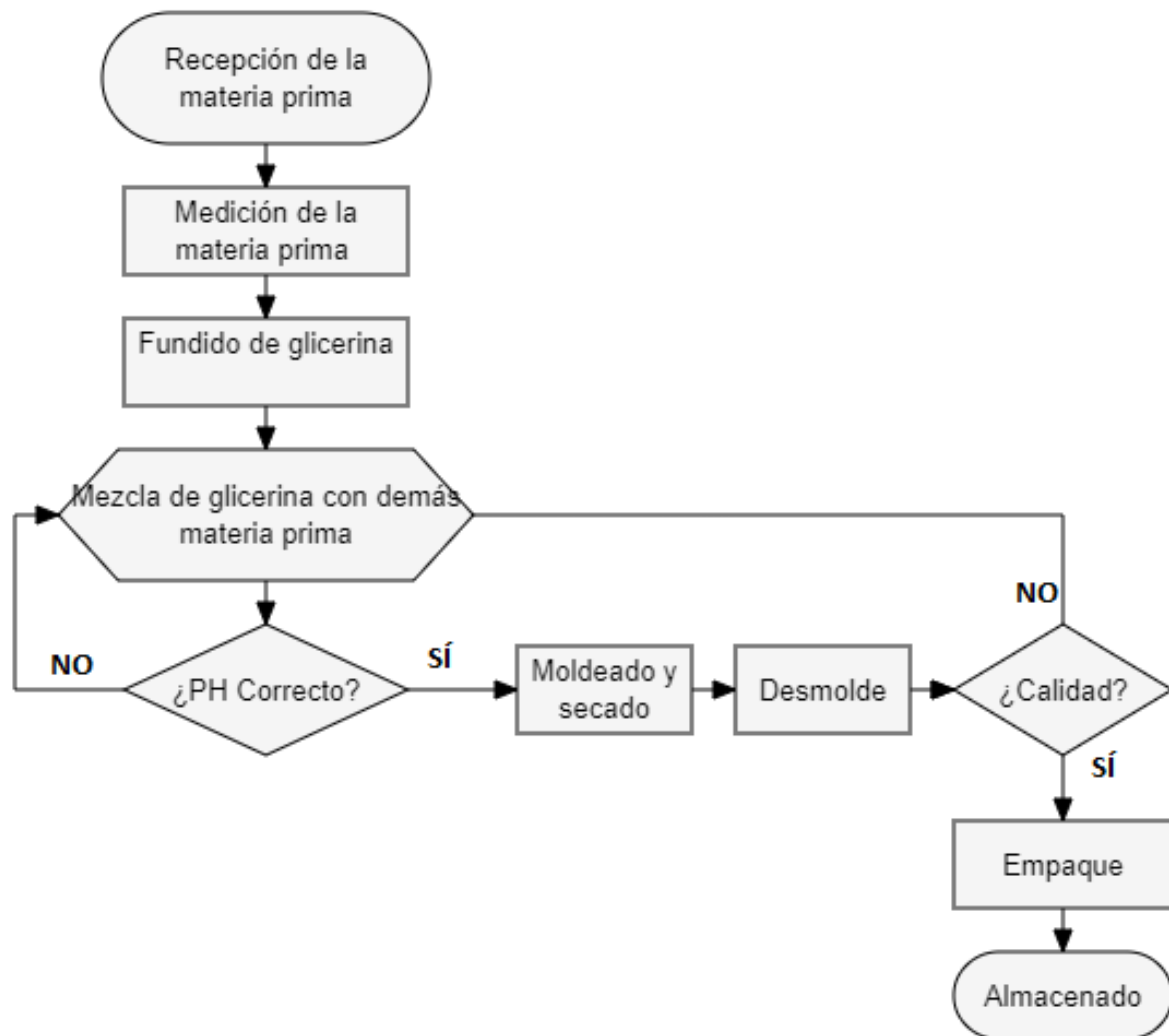 Recepción de la
materia prima
Medición de la
materia prima
Fundido de glicerina
Mezcla de glicerina con demás
materia prima
NO
¿PH Correcto?
SÍ
Moldeado y
secado
Desmolde
NO
¿Calidad?
SÍ
Empaque
Almacenado